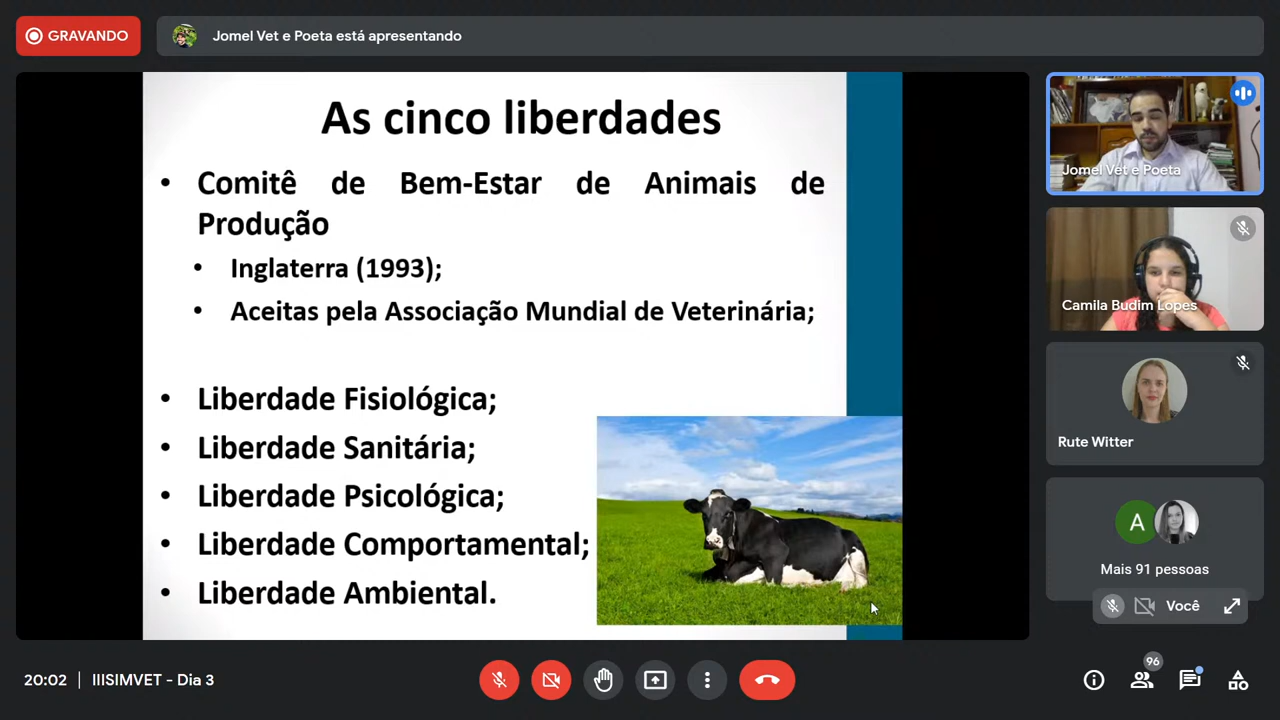 GRAVANDO
Jomel Vet e Poeta está apresentando
As cinco liberdades
• Comitê de Bem-Estar de Animais de
Produção
• Inglaterra (1993);
• Aceitas pela Associação Mundial de Veterinária;
• Liberdade Fisiológica;
• Liberdade Sanitária;
• Liberdade Psicológica;
• Liberdade Comportamental;
• Liberdade Ambiental.
Jomel Vet e Poeta
Camila Budim Lopes
Rute Witter
A
Mais 91 pessoas
Você
20:02 | IIISIMVET - Dia 3
96